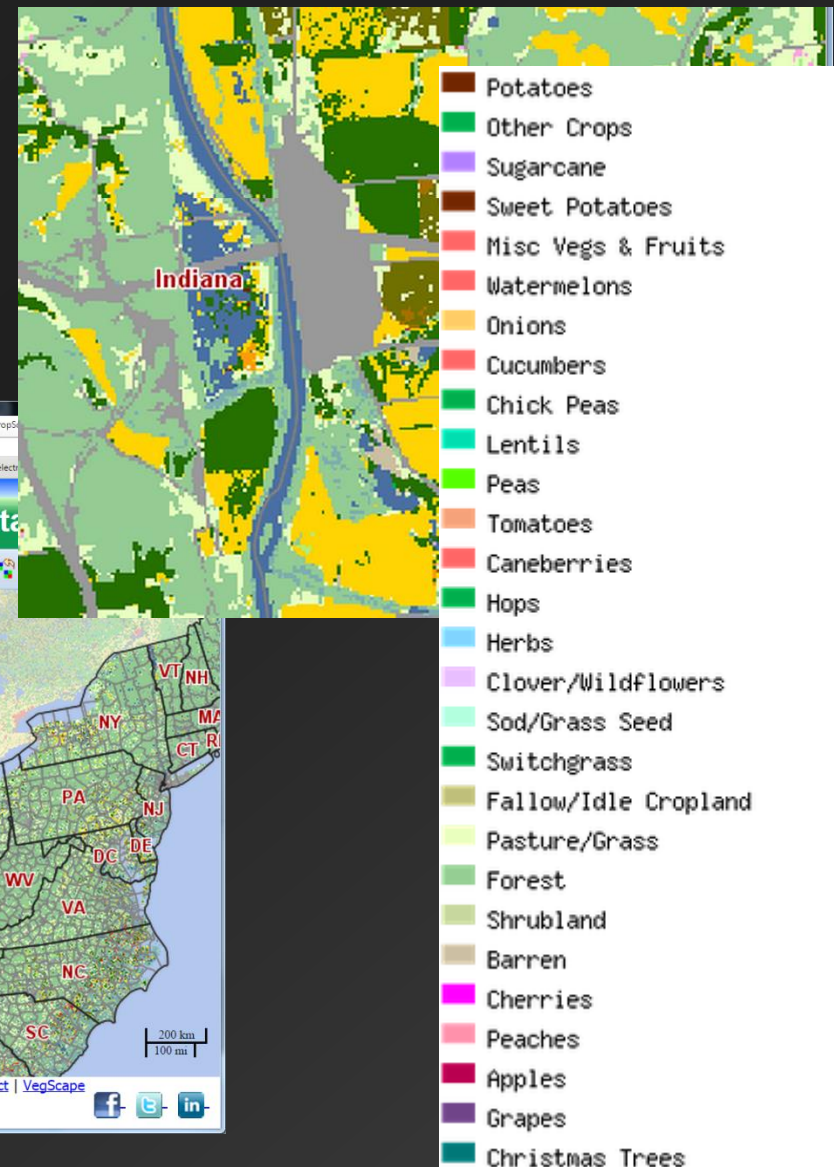 Indiana
Potatoes
Other Crops
Sugarcane
Sweet Potatoes
Misc Vegs & Fruits
Watermelons
Onions
Cucumbers
Chick Peas
Lentils
Peas
Tomatoes
Caneberries
Hops
Herbs
Clover/Wildflowers
Sod/Grass Seed
Switchgrass
Fallow/Idle Cropland
Pasture/Grass
Forest
Shrubland
Barren
Cherries
Peaches
Apples
Grapes
Christmas Trees
VT
NH
NY
MA
CT
RI
PA
NJ
DC
DE
WV
VA
NC
SC
200 km
100 mi
| VegScape
f
t
in